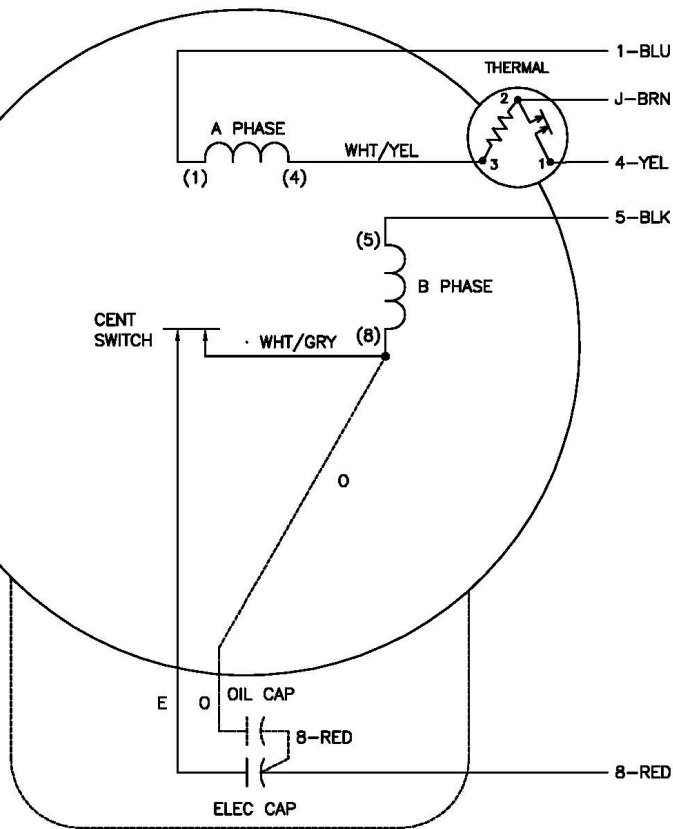 1-BLU
THERMAL
2
J-BRN
A PHASE
WHT/YEL
3
1
4-YEL
(1)
(4)
5-BLK
(5)
B PHASE
CENT
SWITCH
WHT/GRY
(8)
O
E
O
OIL CAP
8-RED
8-RED
ELEC CAP